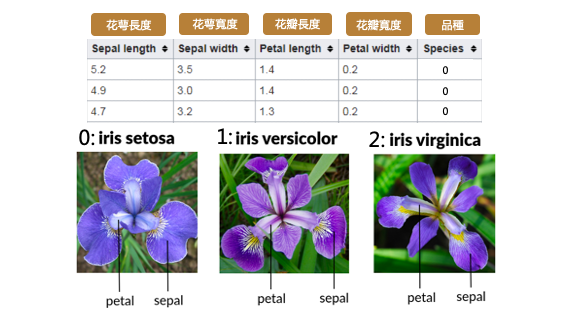 花萼長度 花萼寬度 花瓣長度 花瓣寬度 品種
Sepal length Sepal width Petal length Petal width Species
5.2 3.5 1.4 0.2 0
4.9 3.0 1.4 0.2 0
4.7 3.2 1.3 0.2 0
0: iris setosa 1: iris versicolor 2: iris virginica
petal sepal petal sepal petal sepal